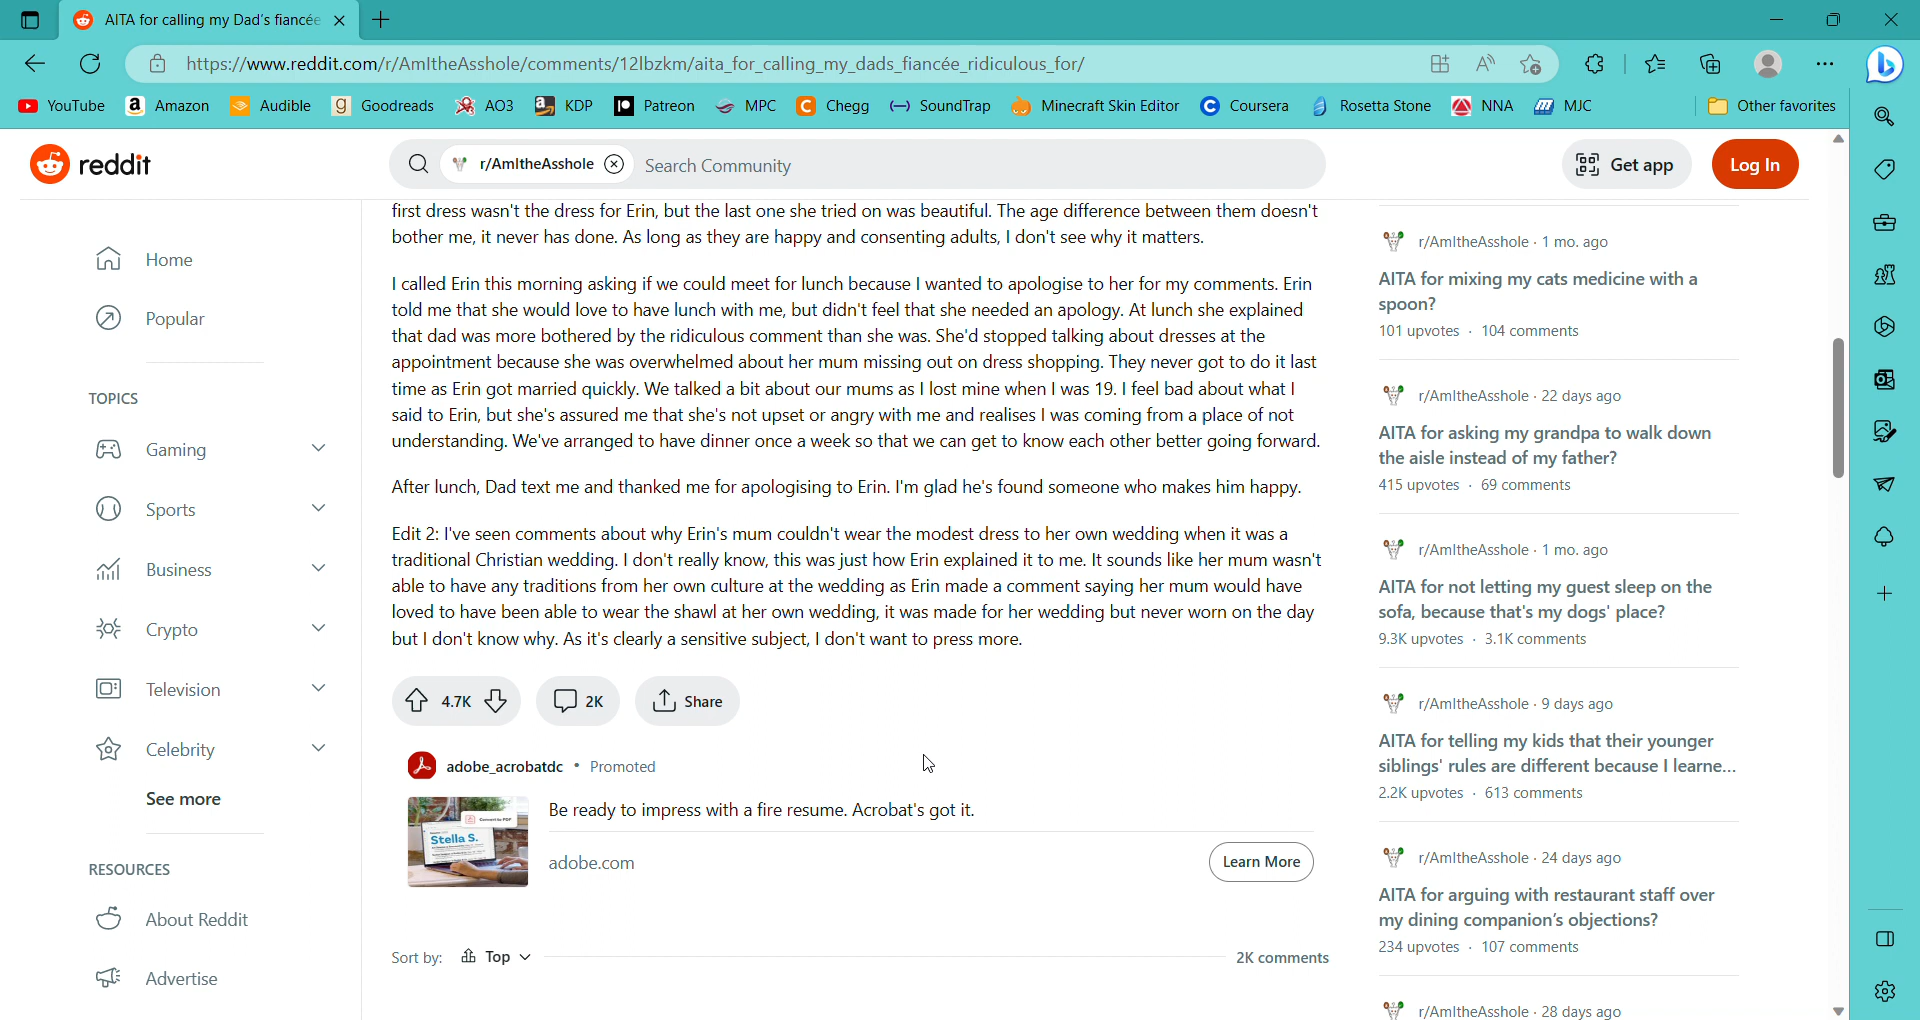 AITA for calling my Dad's fiancée
https://www.reddit.com/r/AmItheAsshole/comments/12lbzkm/aita_for_calling_my_dads_fiancée_ridiculous_for/
YouTube Amazon Audible Goodreads AO3 KDP Patreon MPC Chegg SoundTrap Minecraft Skin Editor Coursera Rosetta Stone NNA MJC Other favorites
reddit r/AmItheAsshole Search Community Get app Log In
Home
Popular
TOPICS
Gaming
Sports
Business
Crypto
Television
Celebrity
See more
RESOURCES
About Reddit
Advertise
first dress wasn't the dress for Erin, but the last one she tried on was beautiful. The age difference between them doesn't
bother me, it never has done. As long as they are happy and consenting adults, I don't see why it matters.
I called Erin this morning asking if we could meet for lunch because I wanted to apologise to her for my comments. Erin
told me that she would love to have lunch with me, but didn't feel that she needed an apology. At lunch she explained
that dad was more bothered by the ridiculous comment than she was. She'd stopped talking about dresses at the
appointment because she was overwhelmed about her mum missing out on dress shopping. They never got to do it last
time as Erin got married quickly. We talked a bit about our mums as I lost mine when I was 19. I feel bad about what I
said to Erin, but she's assured me that she's not upset or angry with me and realises I was coming from a place of not
understanding. We've arranged to have dinner once a week so that we can get to know each other better going forward.
After lunch, Dad text me and thanked me for apologising to Erin. I'm glad he's found someone who makes him happy.
Edit 2: I've seen comments about why Erin's mum couldn't wear the modest dress to her own wedding when it was a
traditional Christian wedding. I don't really know, this was just how Erin explained it to me. It sounds like her mum wasn't
able to have any traditions from her own culture at the wedding as Erin made a comment saying her mum would have
loved to have been able to wear the shawl at her own wedding, it was made for her wedding but never worn on the day
but I don't know why. As it's clearly a sensitive subject, I don't want to press more.
4.7K 2K Share
adobe_acrobatdc • Promoted
Be ready to impress with a fire resume. Acrobat's got it.
Convert to PDF
Stella S.
adobe.com
Learn More
Sort by: Top 2K comments
r/AmItheAsshole · 1 mo. ago
AITA for mixing my cats medicine with a
spoon?
101 upvotes · 104 comments
r/AmItheAsshole · 22 days ago
AITA for asking my grandpa to walk down
the aisle instead of my father?
415 upvotes · 69 comments
r/AmItheAsshole · 1 mo. ago
AITA for not letting my guest sleep on the
sofa, because that's my dogs' place?
9.3K upvotes · 3.1K comments
r/AmItheAsshole · 9 days ago
AITA for telling my kids that their younger
siblings' rules are different because I learne...
2.2K upvotes · 613 comments
r/AmItheAsshole · 24 days ago
AITA for arguing with restaurant staff over
my dining companion's objections?
234 upvotes · 107 comments
r/AmItheAsshole · 28 days ago